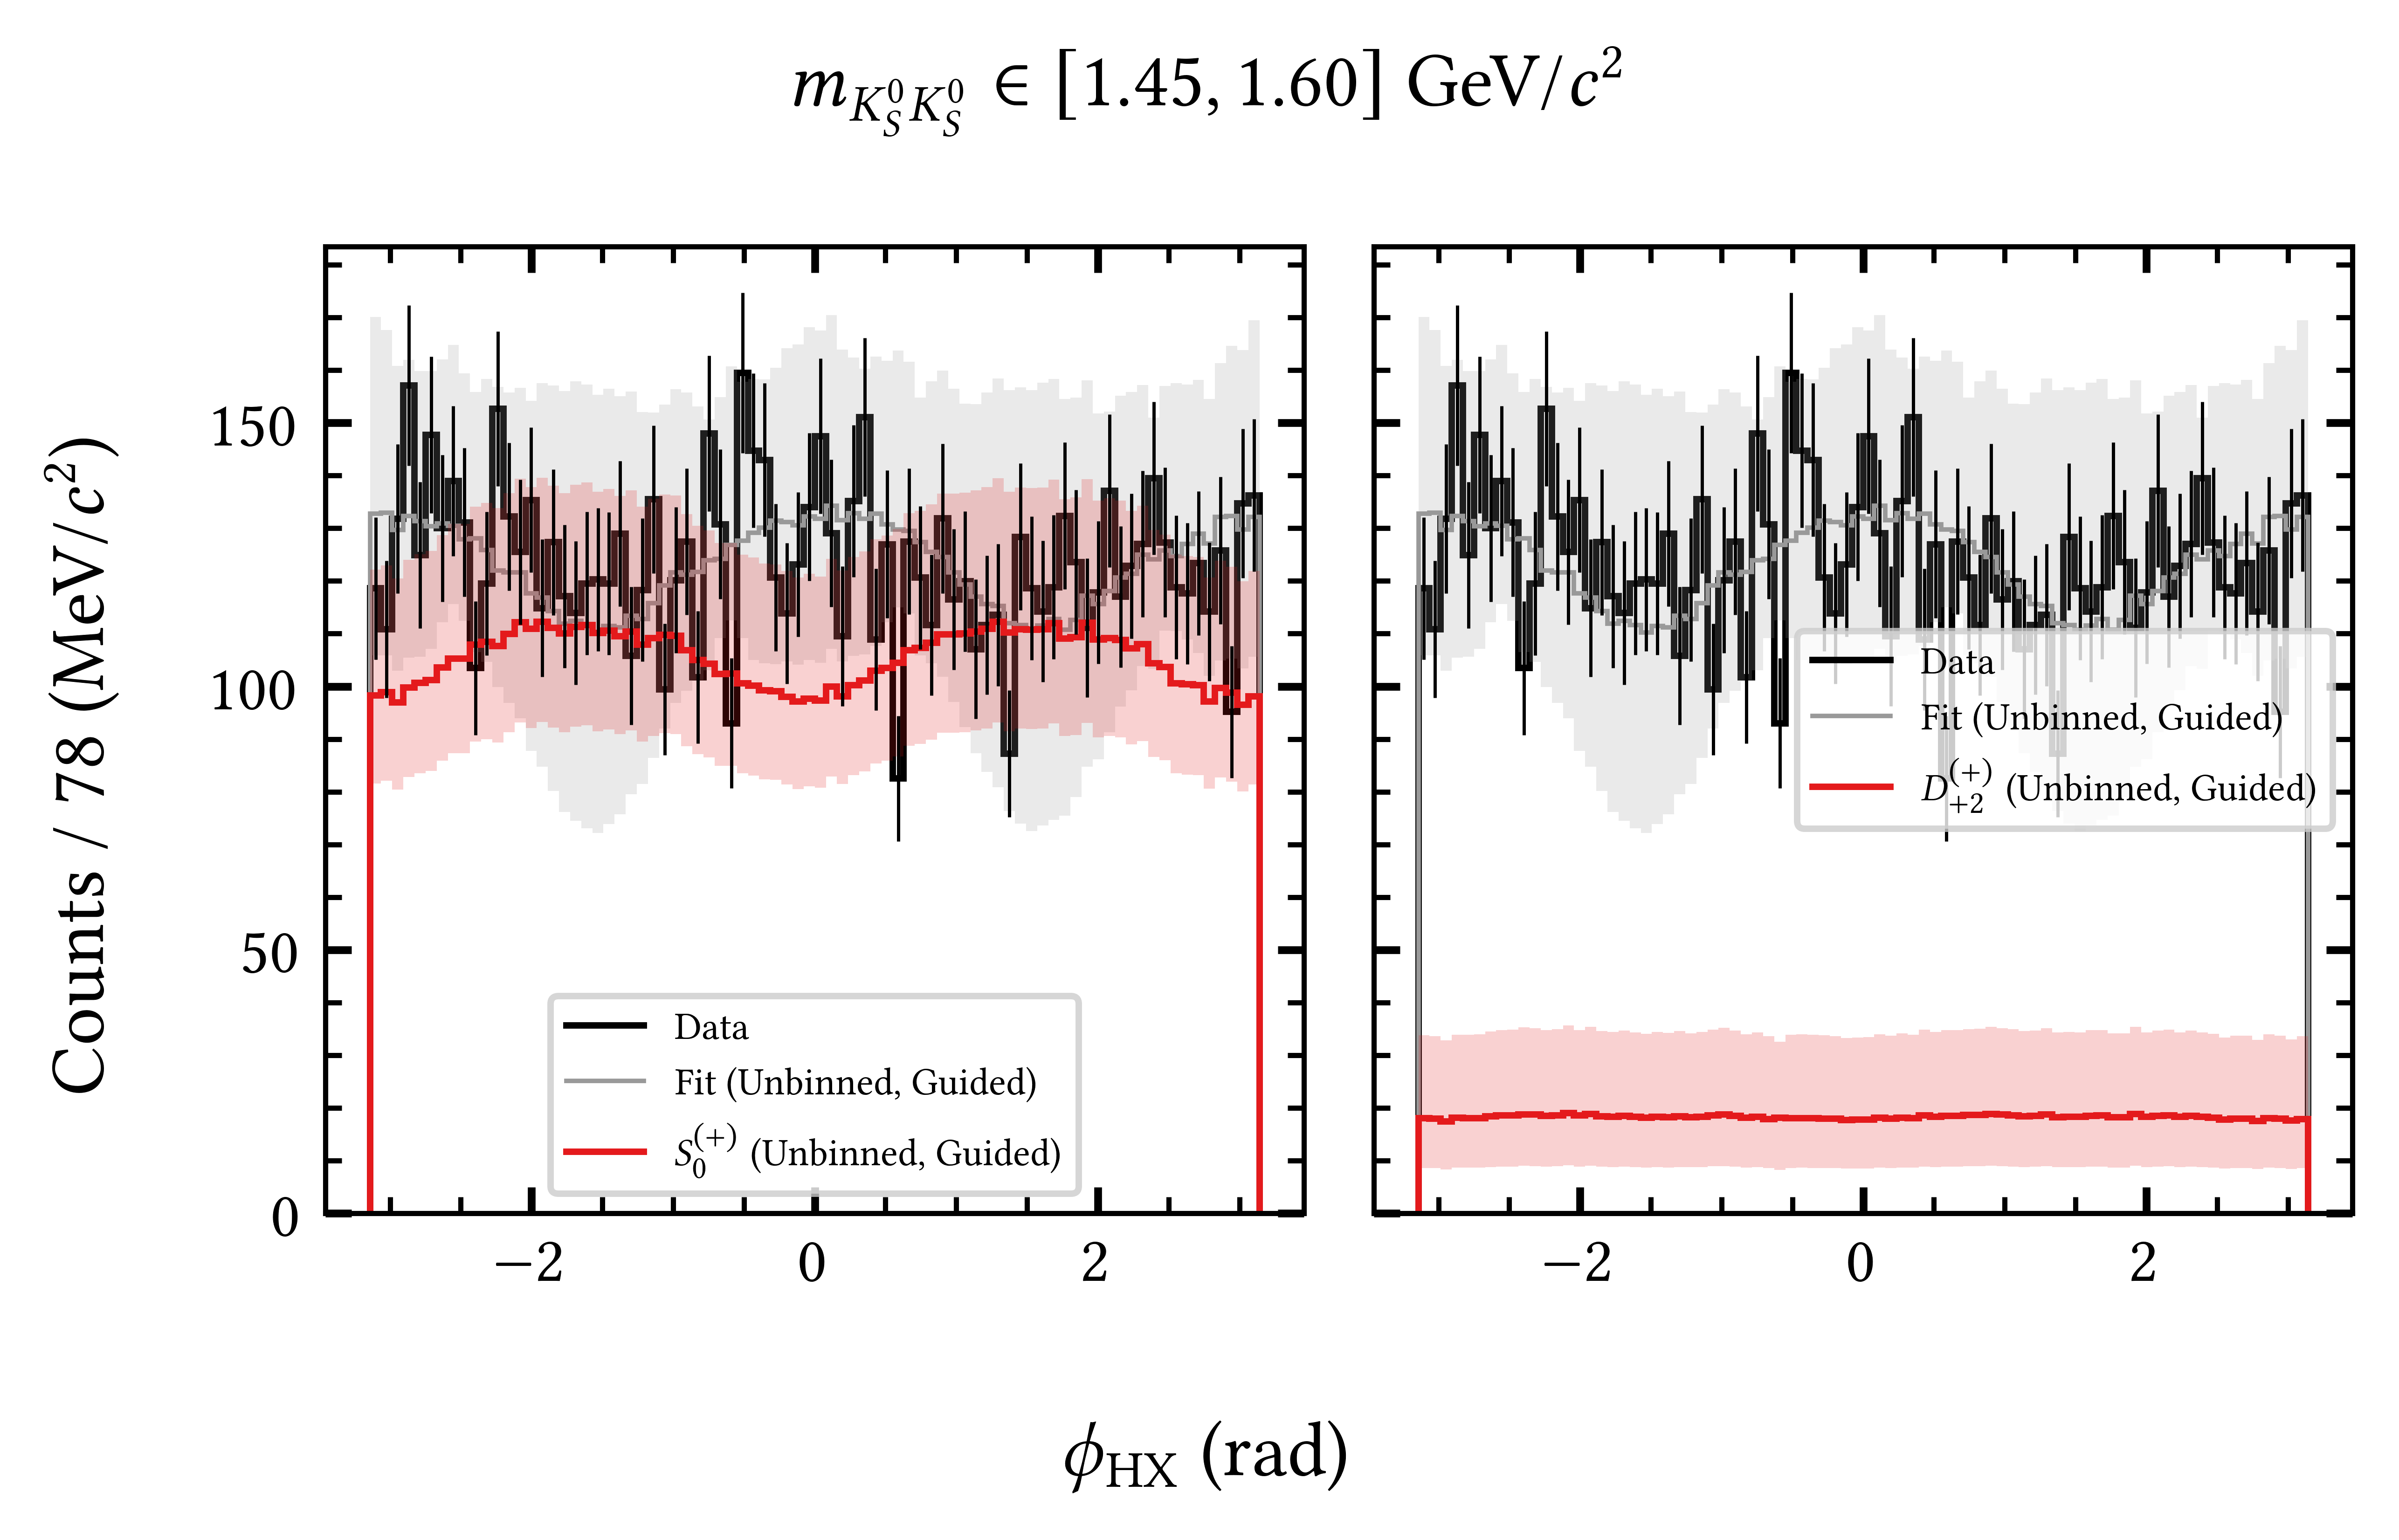 m_{K_S^0 K_S^0} ∈ [1.45, 1.60] GeV/c²
Counts / 78 (MeV/c²)
150
100
50
0
Data
Fit (Unbinned, Guided)
S_0^{(+)} (Unbinned, Guided)
−2
0
2
Data
Fit (Unbinned, Guided)
D_{+2}^{(+)} (Unbinned, Guided)
−2
0
2
ϕ_{HX} (rad)